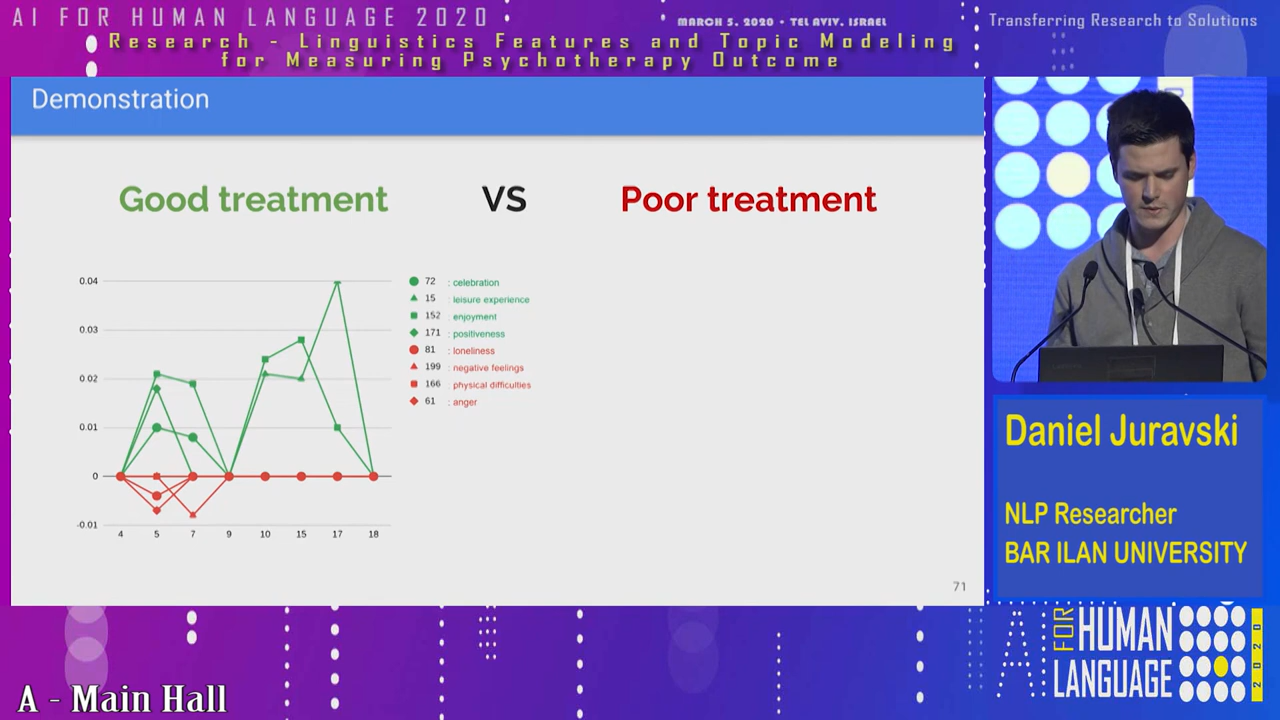 AI FOR HUMAN LANGUAGE 2020
MARCH 5, 2020 • TEL AVIV, ISRAEL
Transferring Research to Solutions
Research - Linguistics Features and Topic Modeling
for Measuring Psychotherapy Outcome
Demonstration
Good treatment VS Poor treatment
0.04
0.03
0.02
0.01
0
-0.01
4 5 7 9 10 15 17 18
72 : celebration
15 : leisure experience
152 : enjoyment
171 : positiveness
81 : loneliness
199 : negative feelings
166 : physical difficulties
61 : anger
71
Daniel Juravski
NLP Researcher
BAR ILAN UNIVERSITY
AI FOR HUMAN
LANGUAGE
2020
A - Main Hall